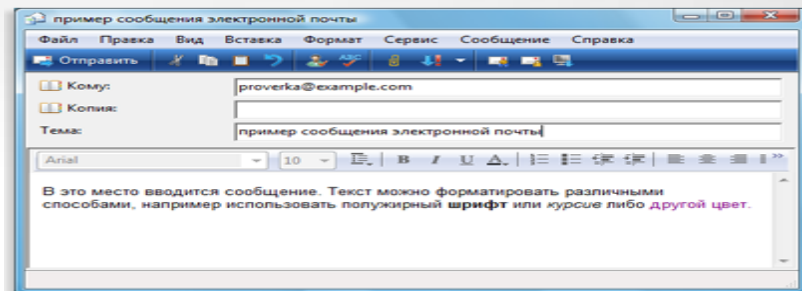 пример сообщения электронной почты
Файл Правка Вид Вставка Формат Сервис Сообщение Справка
Отправить ABC
Кому: proverka@example.com
Копия:
Тема: пример сообщения электронной почты
Arial 10 B I U A
В это место вводится сообщение. Текст можно форматировать различными
способами, например использовать полужирный шрифт или курсив либо другой цвет.